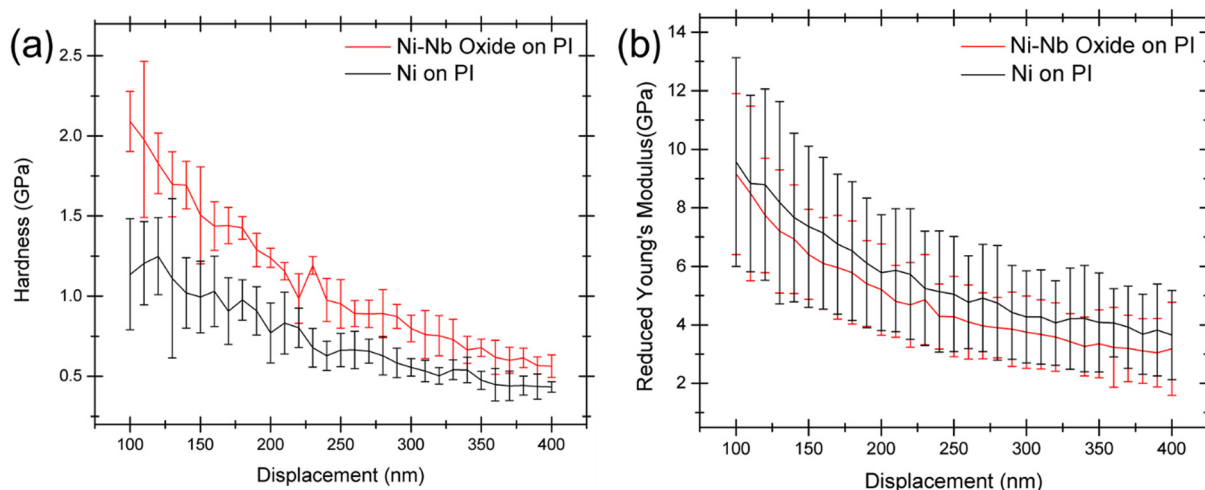 (a)
Ni-Nb Oxide on PI
Ni on PI
2.5
2.0
1.5
1.0
0.5
Hardness (GPa)
100 150 200 250 300 350 400
Displacement (nm)
(b)
Ni-Nb Oxide on PI
Ni on PI
14
12
10
8
6
4
2
Reduced Young's Modulus(GPa)
100 150 200 250 300 350 400
Displacement (nm)